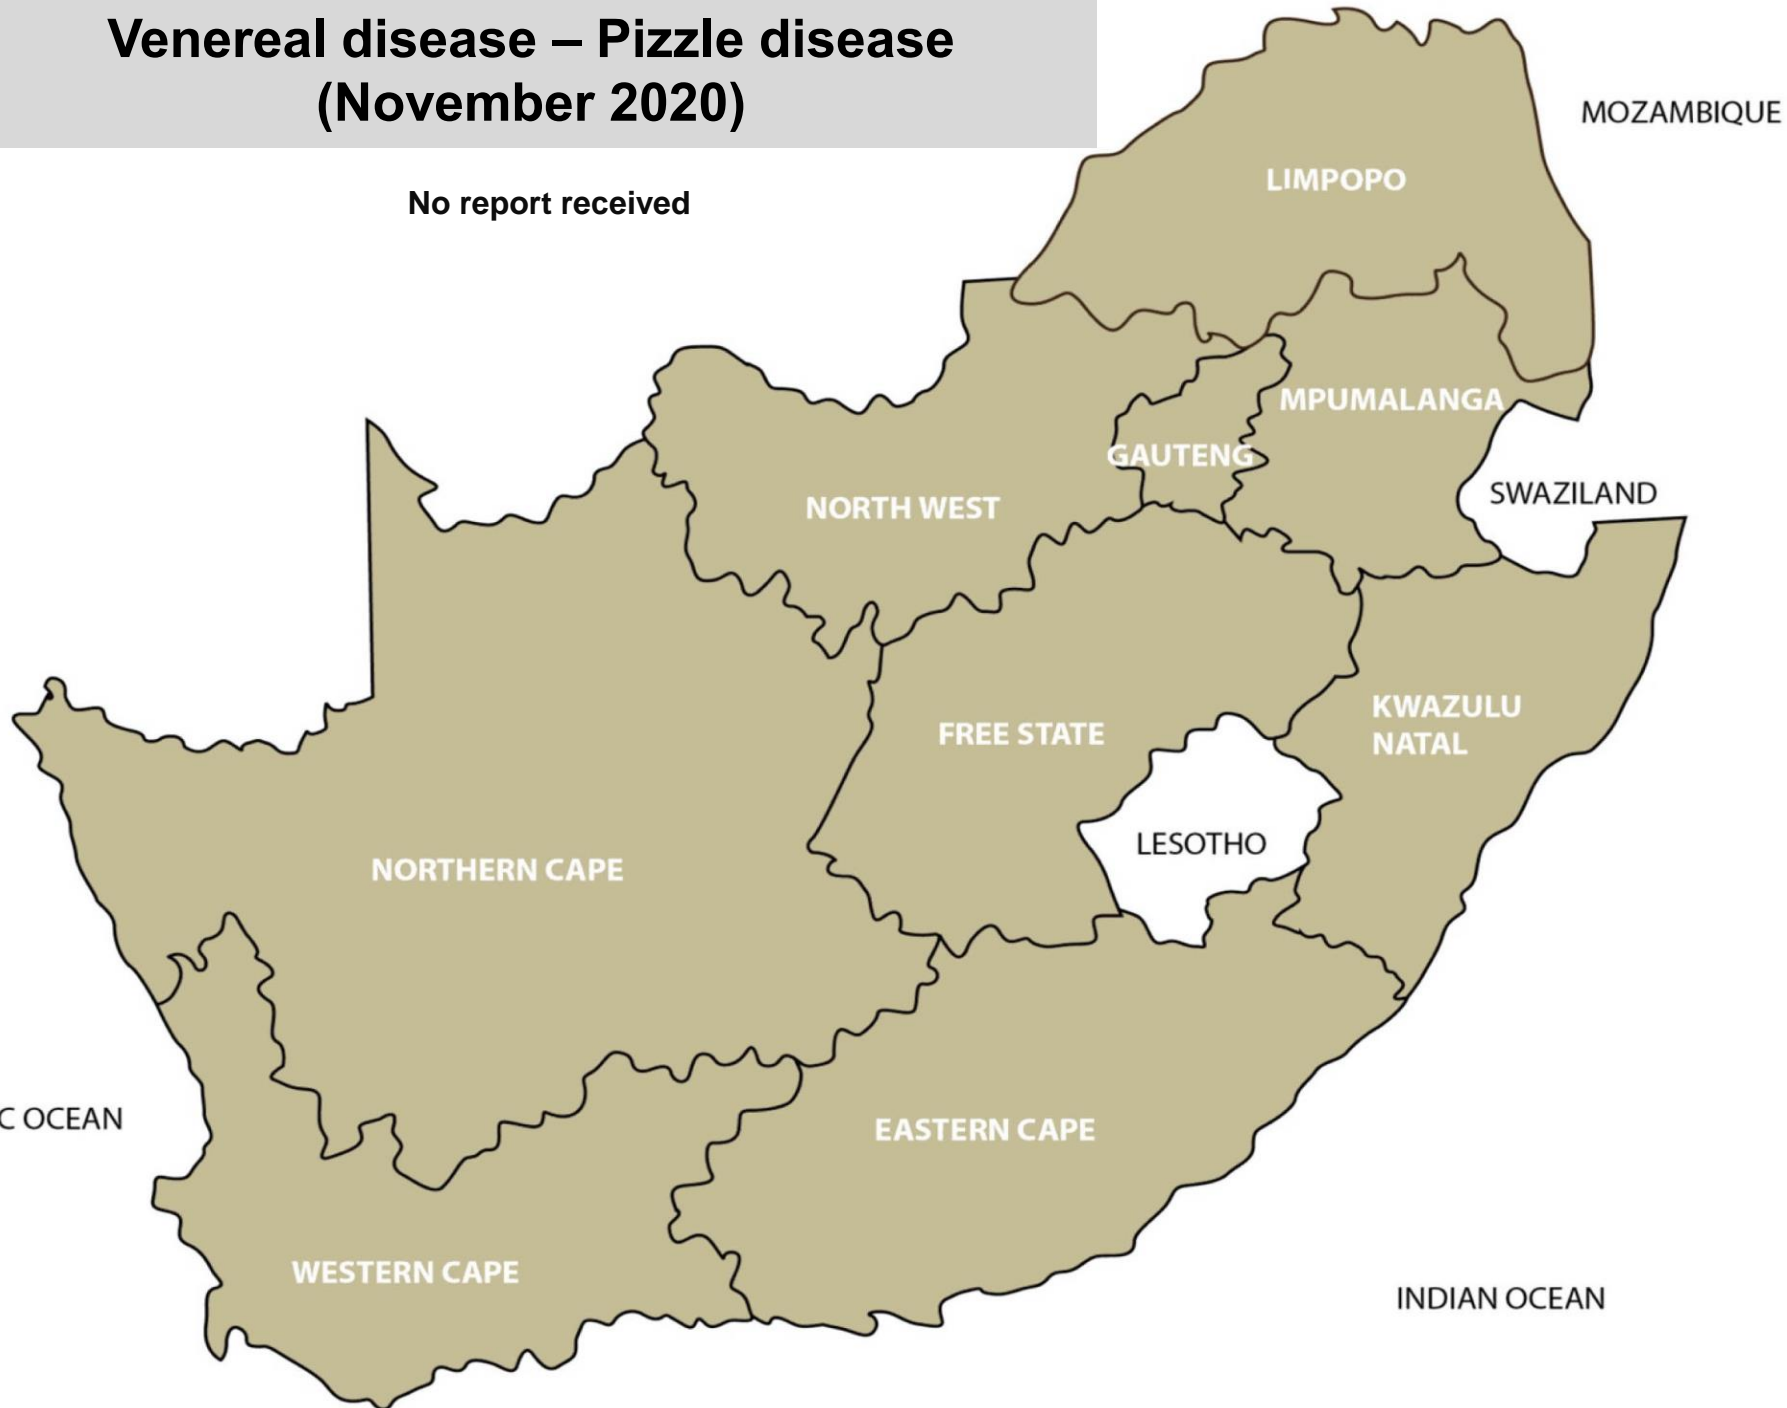 Venereal disease – Pizzle disease
(November 2020)
MOZAMBIQUE
LIMPOPO
No report received
MPUMALANGA
GAUTENG
SWAZILAND
NORTH WEST
KWAZULU
NATAL
FREE STATE
LESOTHO
NORTHERN CAPE
C OCEAN
EASTERN CAPE
WESTERN CAPE
INDIAN OCEAN